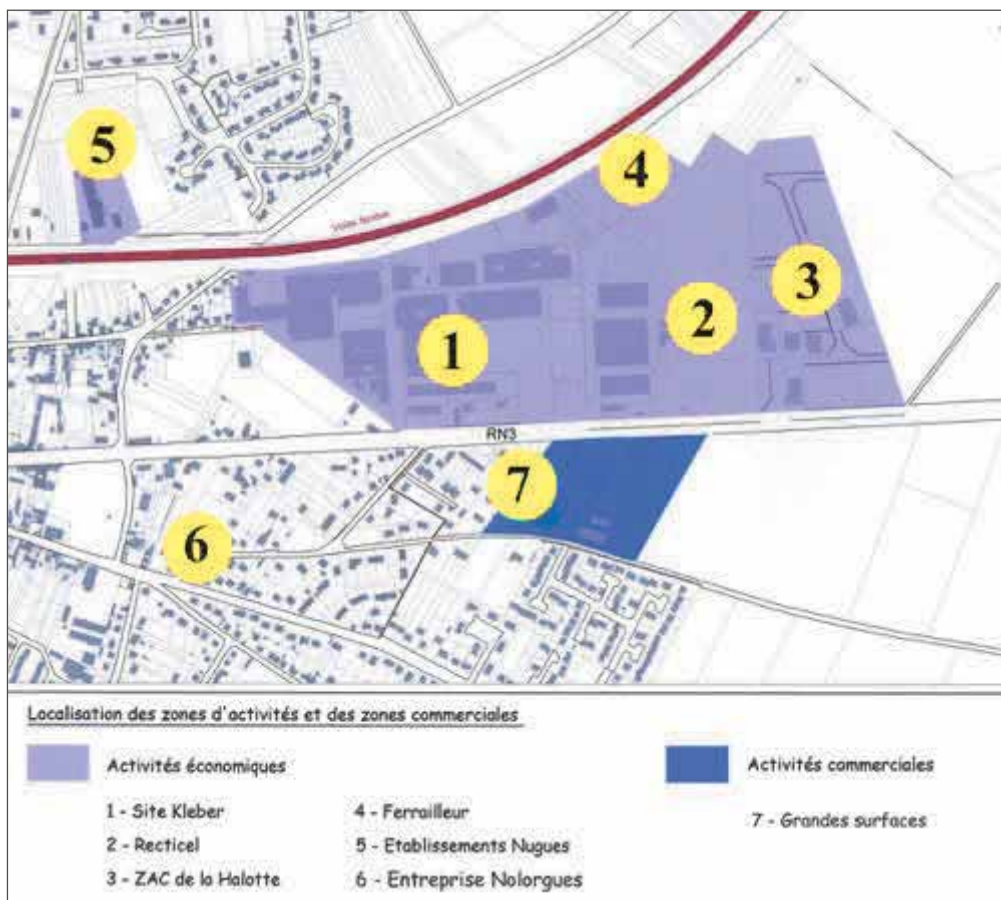 5
4
3
2
1
RN3
7
6
Localisation des zones d'activités et des zones commerciales
Activités économiques
1 - Site Kleber
2 - Recticel
3 - ZAC de la Halotte
4 - Ferrailleur
5 - Etablissements Nugues
6 - Entreprise Nolorgues
Activités commerciales
7 - Grandes surfaces